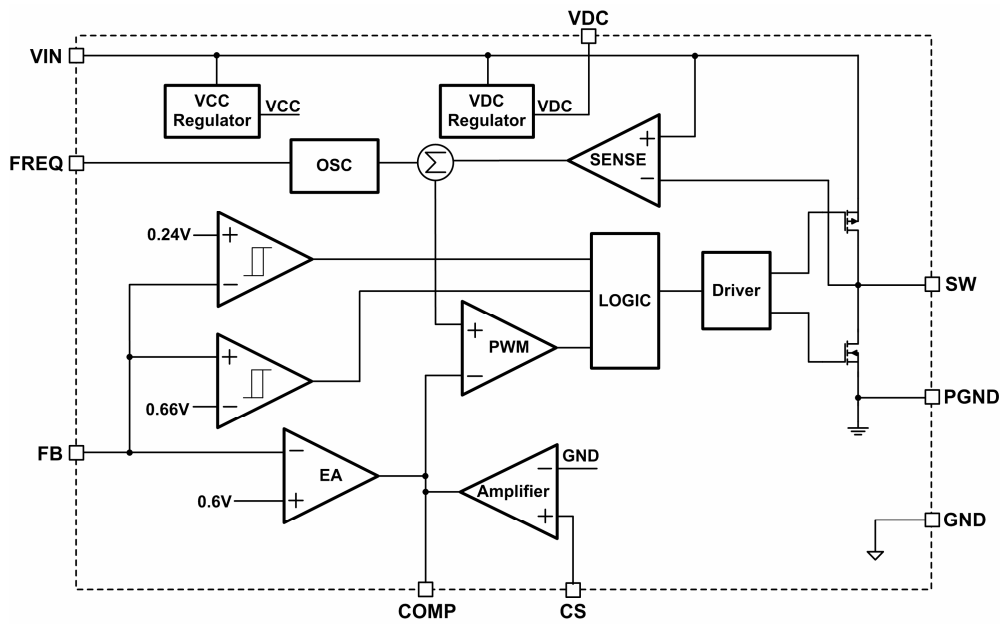 VDC
VIN
VCC
Regulator
VCC
VDC
Regulator
VDC
FREQ
OSC
Σ
SENSE
+
−
0.24V
+
−
LOGIC
Driver
SW
+
PWM
−
+
0.66V
−
PGND
FB
−
EA
0.6V
+
GND
−
Amplifier
+
GND
COMP
CS